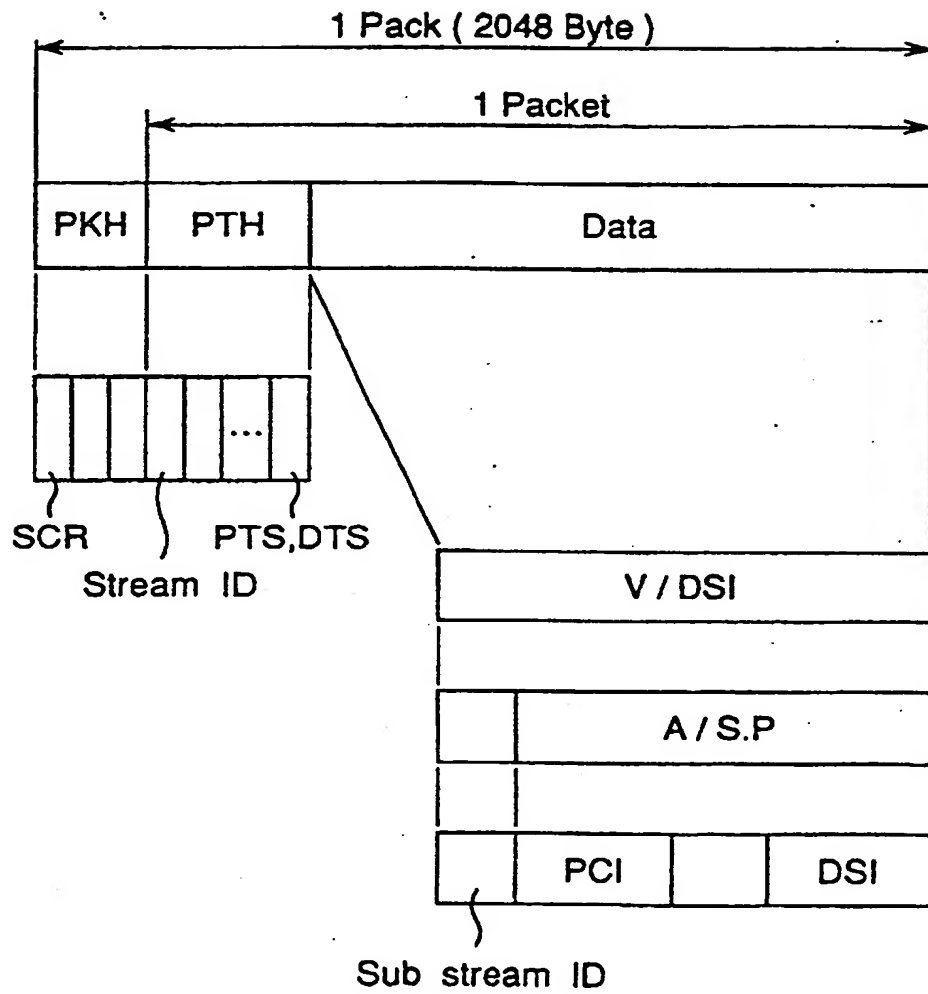 1 Pack ( 2048 Byte )
1 Packet
PKH PTH Data
...
SCR PTS,DTS
Stream ID
V / DSI
A / S.P
PCI DSI
Sub stream ID